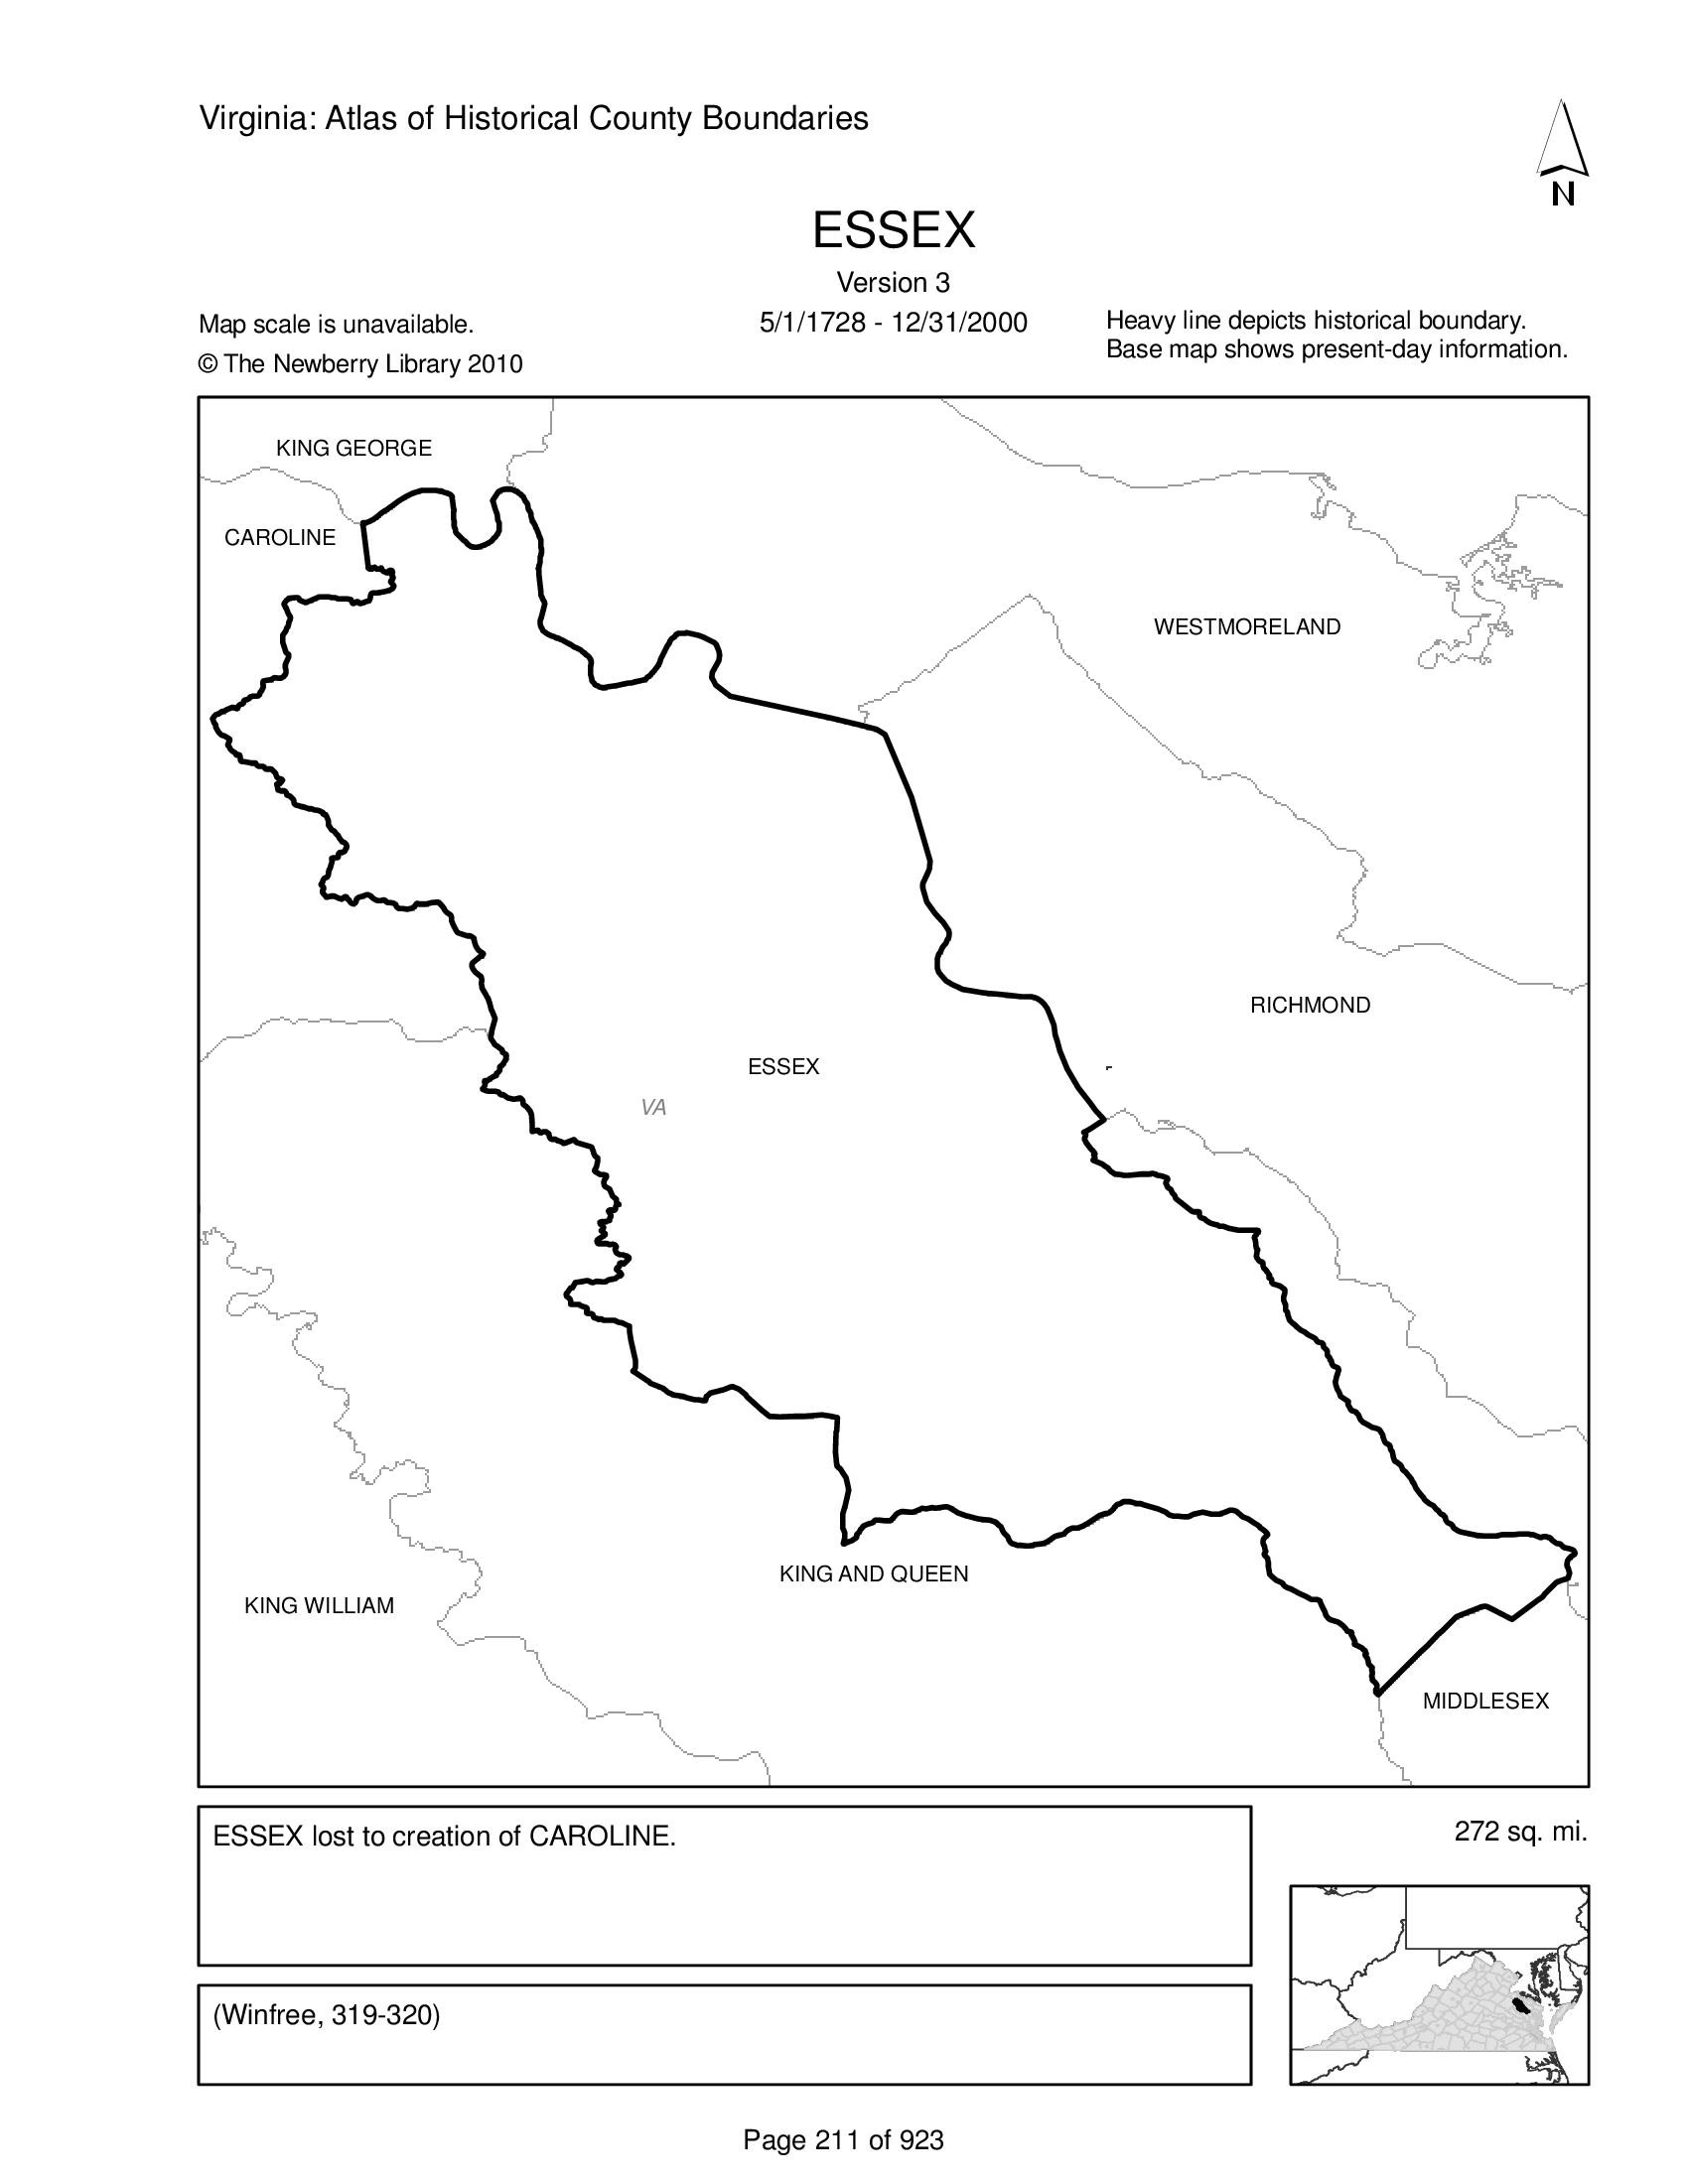 Virginia: Atlas of Historical County Boundaries
N
ESSEX
Version 3
5/1/1728 - 12/31/2000
Map scale is unavailable.
© The Newberry Library 2010
Heavy line depicts historical boundary.
Base map shows present-day information.
KING GEORGE
CAROLINE
WESTMORELAND
RICHMOND
ESSEX
VA
KING AND QUEEN
KING WILLIAM
MIDDLESEX
ESSEX lost to creation of CAROLINE.
272 sq. mi.
(Winfree, 319-320)
Page 211 of 923